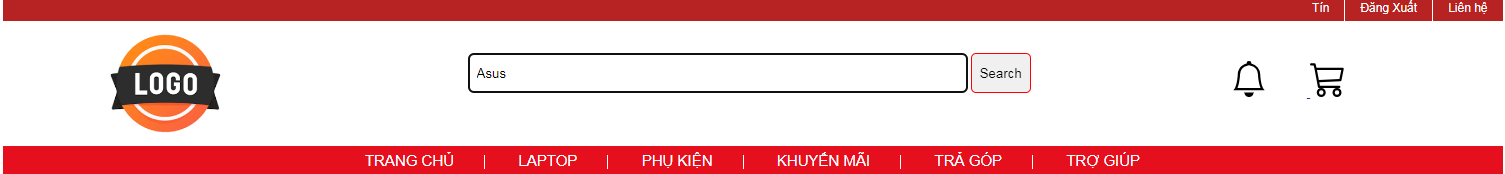 Tín Đăng Xuất Liên hệ
LOGO
Asus Search
TRANG CHỦ | LAPTOP | PHỤ KIỆN | KHUYẾN MÃI | TRẢ GÓP | TRỢ GIÚP